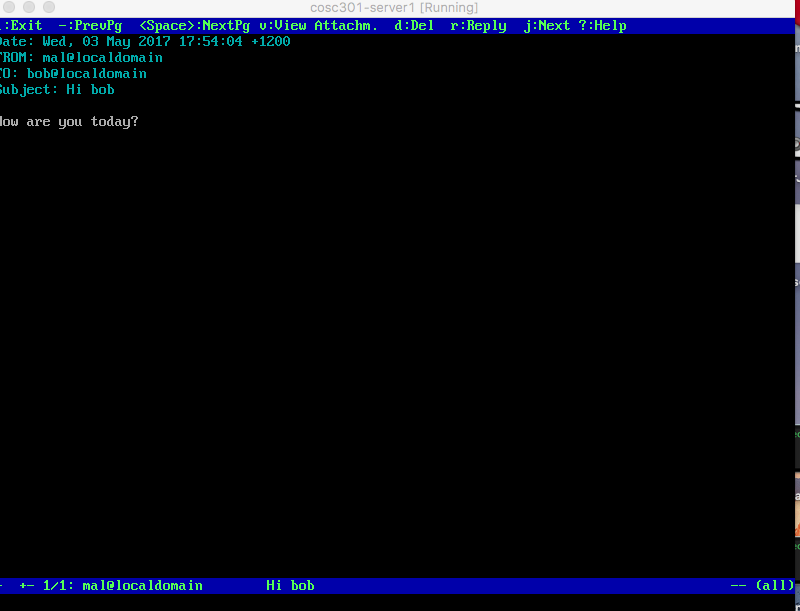 cosc301-server1 [Running]
:Exit -:PrevPg <Space>:NextPg v:View Attachm. d:Del r:Reply j:Next ?:Help
Date: Wed, 03 May 2017 17:54:04 +1200
FROM: mal@localdomain
TO: bob@localdomain
Subject: Hi bob
How are you today?
- +- 1/1: mal@localdomain Hi bob -- (all)